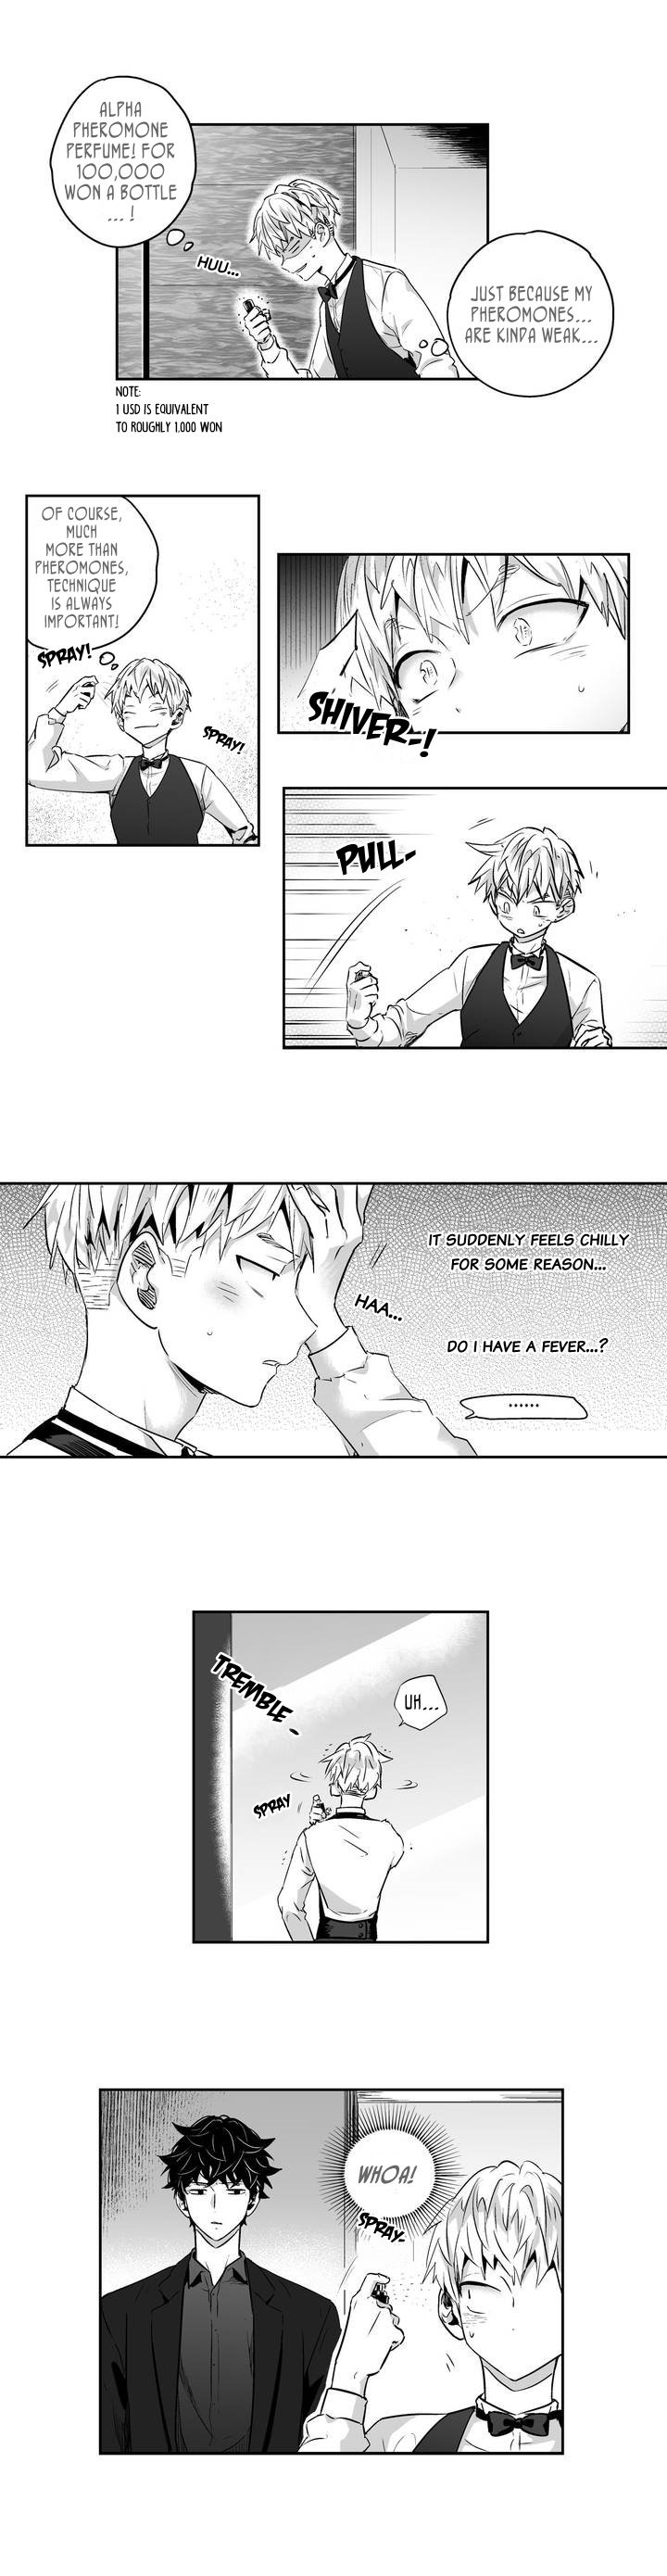 ALPHA
PHEROMONE
PERFUME! FOR
100,000
WON A BOTTLE
... !
HUU...
JUST BECAUSE MY
PHEROMONES...
ARE KINDA WEAK...
NOTE:
1 USD IS EQUIVALENT
TO ROUGHLY 1,000 WON
OF COURSE,
MUCH
MORE THAN
PHEROMONES,
TECHNIQUE
IS ALWAYS
IMPORTANT!
SPRAY!
SPRAY!
SHIVER-!
PULL-
IT SUDDENLY FEELS CHILLY
FOR SOME REASON...
HAA...
DO I HAVE A FEVER...?
......
TREMBLE -
UH...
SPRAY
WHOA!
SPRAY-